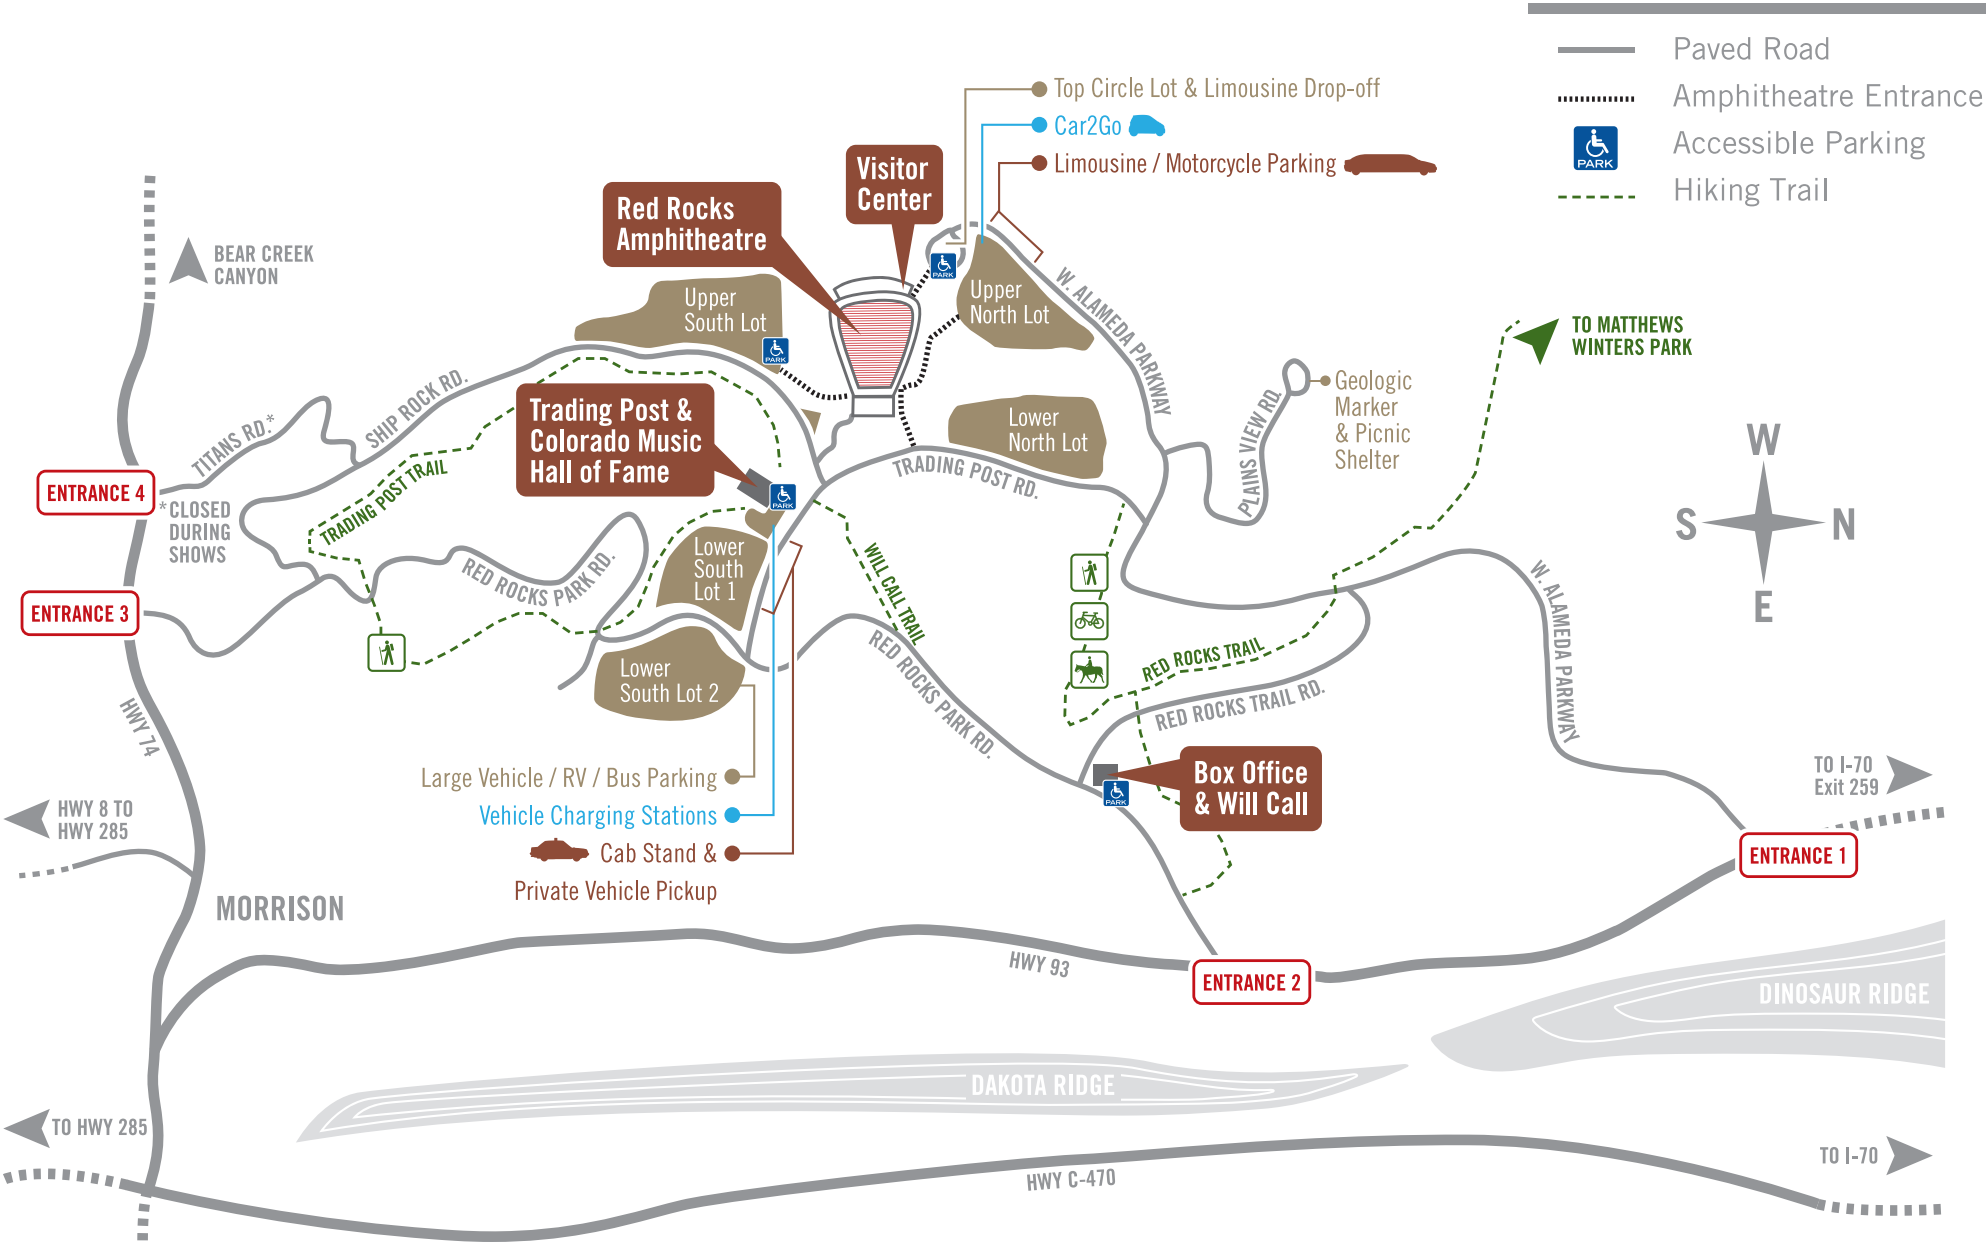 Paved Road
Amphitheatre Entrance
PARK
Accessible Parking
Hiking Trail
Top Circle Lot & Limousine Drop-off
Car2Go
Limousine / Motorcycle Parking
Visitor
Center
Red Rocks
Amphitheatre
BEAR CREEK
CANYON
PARK
Upper
South Lot
Upper
North Lot
W. ALAMEDA PARKWAY
TO MATTHEWS
WINTERS PARK
PARK
SHIP ROCK RD.
TITANS RD.*
Trading Post &
Colorado Music
Hall of Fame
Lower
North Lot
TRADING POST RD.
PLAINS VIEW RD.
Geologic
Marker
& Picnic
Shelter
W
S
N
E
ENTRANCE 4
*CLOSED
DURING
SHOWS
TRADING POST TRAIL
PARK
RED ROCKS PARK RD.
Lower
South
Lot 1
WILL CALL TRAIL
ENTRANCE 3
RED ROCKS TRAIL
W. ALAMEDA PARKWAY
Lower
South Lot 2
RED ROCKS PARK RD.
RED ROCKS TRAIL RD.
HWY 74
Large Vehicle / RV / Bus Parking
Vehicle Charging Stations
Cab Stand &
Private Vehicle Pickup
Box Office
& Will Call
PARK
TO I-70
Exit 259
HWY 8 TO
HWY 285
ENTRANCE 1
MORRISON
HWY 93
ENTRANCE 2
DINOSAUR RIDGE
DAKOTA RIDGE
TO HWY 285
TO I-70
HWY C-470